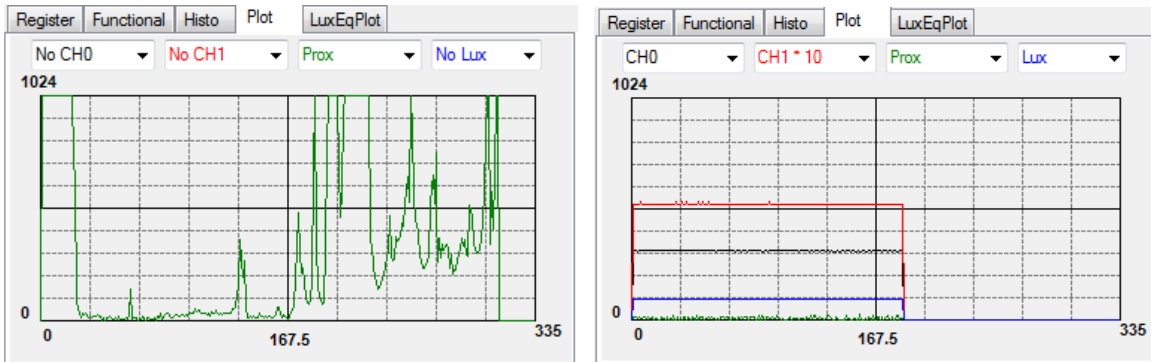 Register Functional Histo Plot LuxEqPlot
No CH0 No CH1 Prox No Lux
1024
0
0 167.5 335
Register Functional Histo Plot LuxEqPlot
CH0 CH1 * 10 Prox Lux
1024
0
0 167.5 335